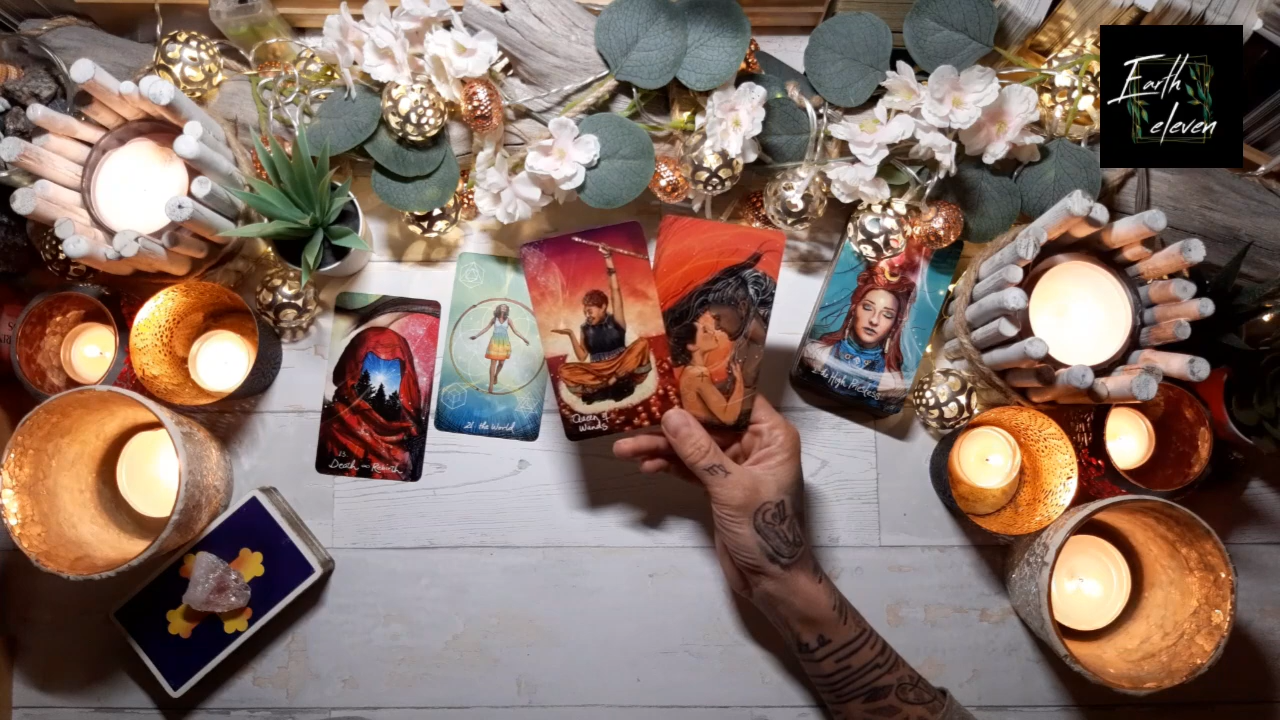 Earth
eleven
13. Death and Rebirth
21: the World
Queen of
Wands
the High Priestess